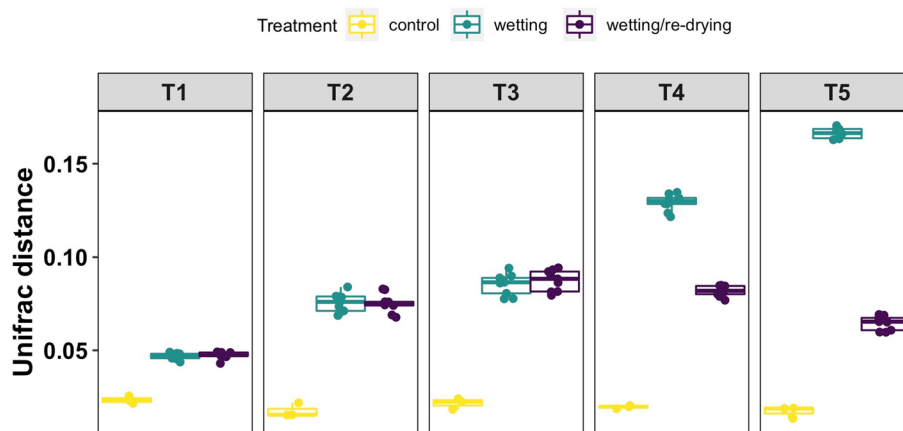 Treatment control wetting wetting/re-drying
T1 T2 T3 T4 T5
Unifrac distance
0.15
0.10
0.05